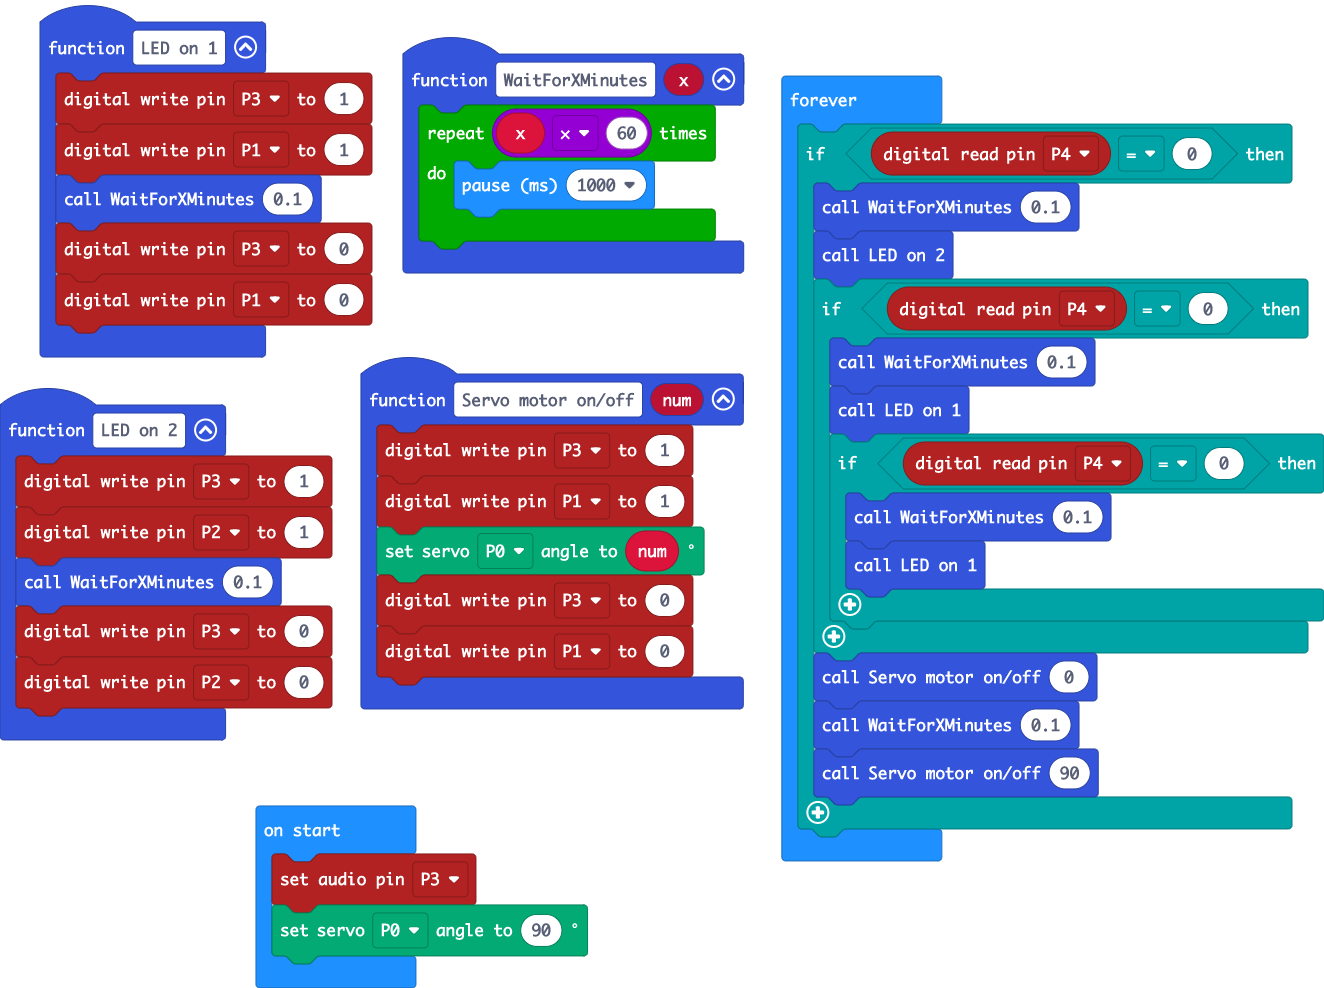 function LED on 1
digital write pin P3 to 1
digital write pin P1 to 1
call WaitForXMinutes 0.1
digital write pin P3 to 0
digital write pin P1 to 0
function WaitForXMinutes x
repeat x × 60 times
do
pause (ms) 1000
function LED on 2
digital write pin P3 to 1
digital write pin P2 to 1
call WaitForXMinutes 0.1
digital write pin P3 to 0
digital write pin P2 to 0
function Servo motor on/off num
digital write pin P3 to 1
digital write pin P1 to 1
set servo P0 angle to num °
digital write pin P3 to 0
digital write pin P1 to 0
on start
set audio pin P3
set servo P0 angle to 90 °
forever
if digital read pin P4 = 0 then
call WaitForXMinutes 0.1
call LED on 2
if digital read pin P4 = 0 then
call WaitForXMinutes 0.1
call LED on 1
if digital read pin P4 = 0 then
call WaitForXMinutes 0.1
call LED on 1
call Servo motor on/off 0
call WaitForXMinutes 0.1
call Servo motor on/off 90